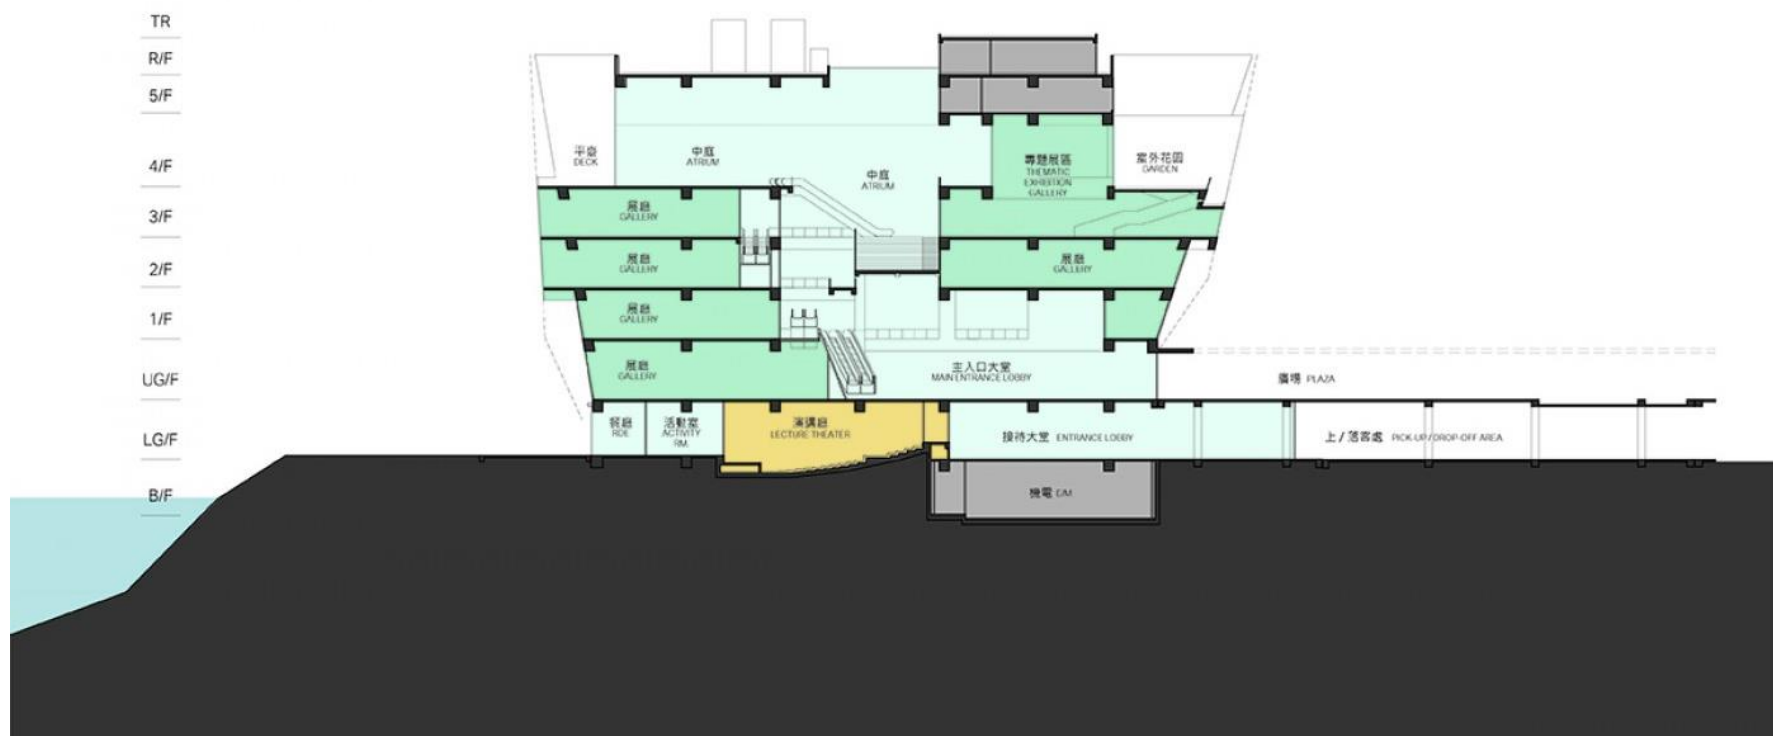 TR
R/F
5/F
4/F
3/F
2/F
1/F
UG/F
LG/F
B/F
平臺
DECK
中庭
ATRIUM
中庭
ATRIUM
專題展區
THEMATIC
EXHIBITION
GALLERY
室外花園
GARDEN
展廳
GALLERY
展廳
GALLERY
展廳
GALLERY
展廳
GALLERY
展廳
GALLERY
主入口大堂
MAIN ENTRANCE LOBBY
廣場 PLAZA
餐廳
RDE
活動室
ACTIVITY
RM.
演講廳
LECTURE THEATER
接待大堂 ENTRANCE LOBBY
上 / 落客處 PICK-UP / DROP-OFF AREA
機電 E/M